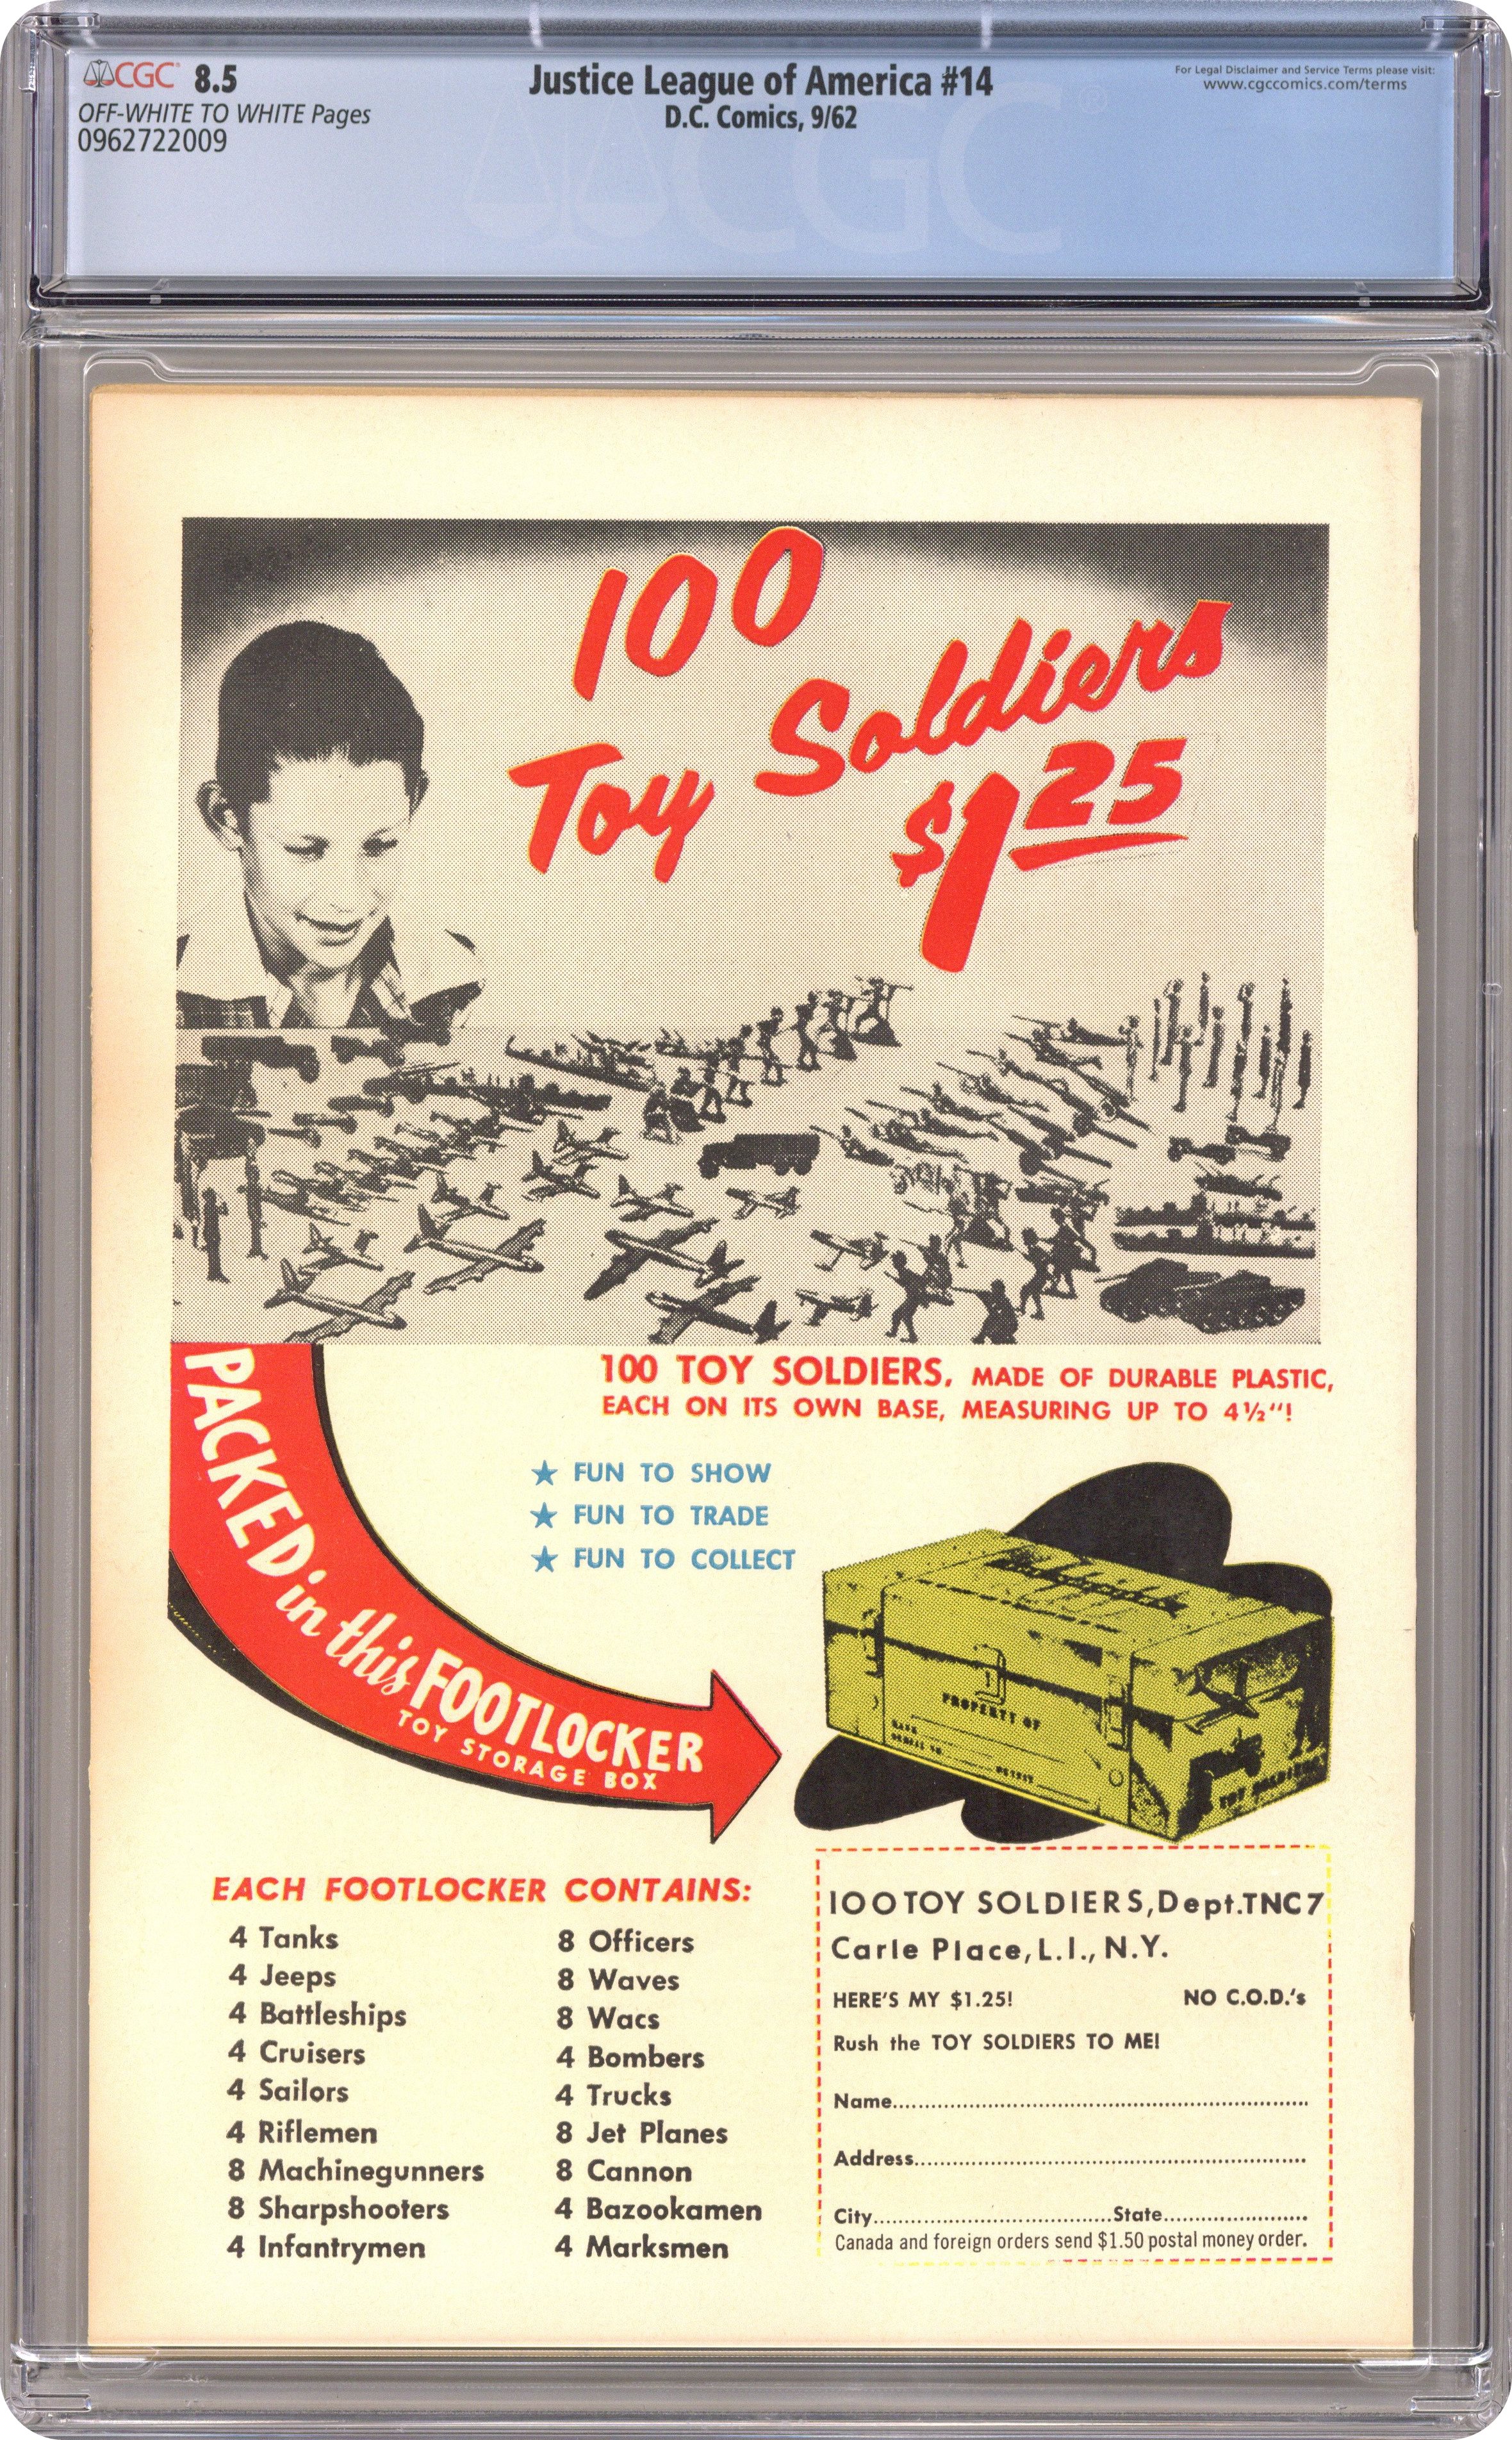 CGC® 8.5
OFF-WHITE TO WHITE Pages
0962722009
Justice League of America #14
D.C. Comics, 9/62
For Legal Disclaimer and Service Terms please visit:
www.cgccomics.com/terms
CGC®
100
Toy Soldiers
$1 25
100 TOY SOLDIERS, MADE OF DURABLE PLASTIC,
EACH ON ITS OWN BASE, MEASURING UP TO 4½"!
PACKED in this FOOTLOCKER
TOY STORAGE BOX
★ FUN TO SHOW
★ FUN TO TRADE
★ FUN TO COLLECT
PROPERTY OF
TOY SOLDIERS
EACH FOOTLOCKER CONTAINS:
4 Tanks
4 Jeeps
4 Battleships
4 Cruisers
4 Sailors
4 Riflemen
8 Machinegunners
8 Sharpshooters
4 Infantrymen
8 Officers
8 Waves
8 Wacs
4 Bombers
4 Trucks
8 Jet Planes
8 Cannon
4 Bazookamen
4 Marksmen
100 TOY SOLDIERS, Dept. TNC7
Carle Place, L.I., N.Y.
HERE'S MY $1.25! NO C.O.D.'s
Rush the TOY SOLDIERS TO ME!
Name
Address
City State
Canada and foreign orders send $1.50 postal money order.